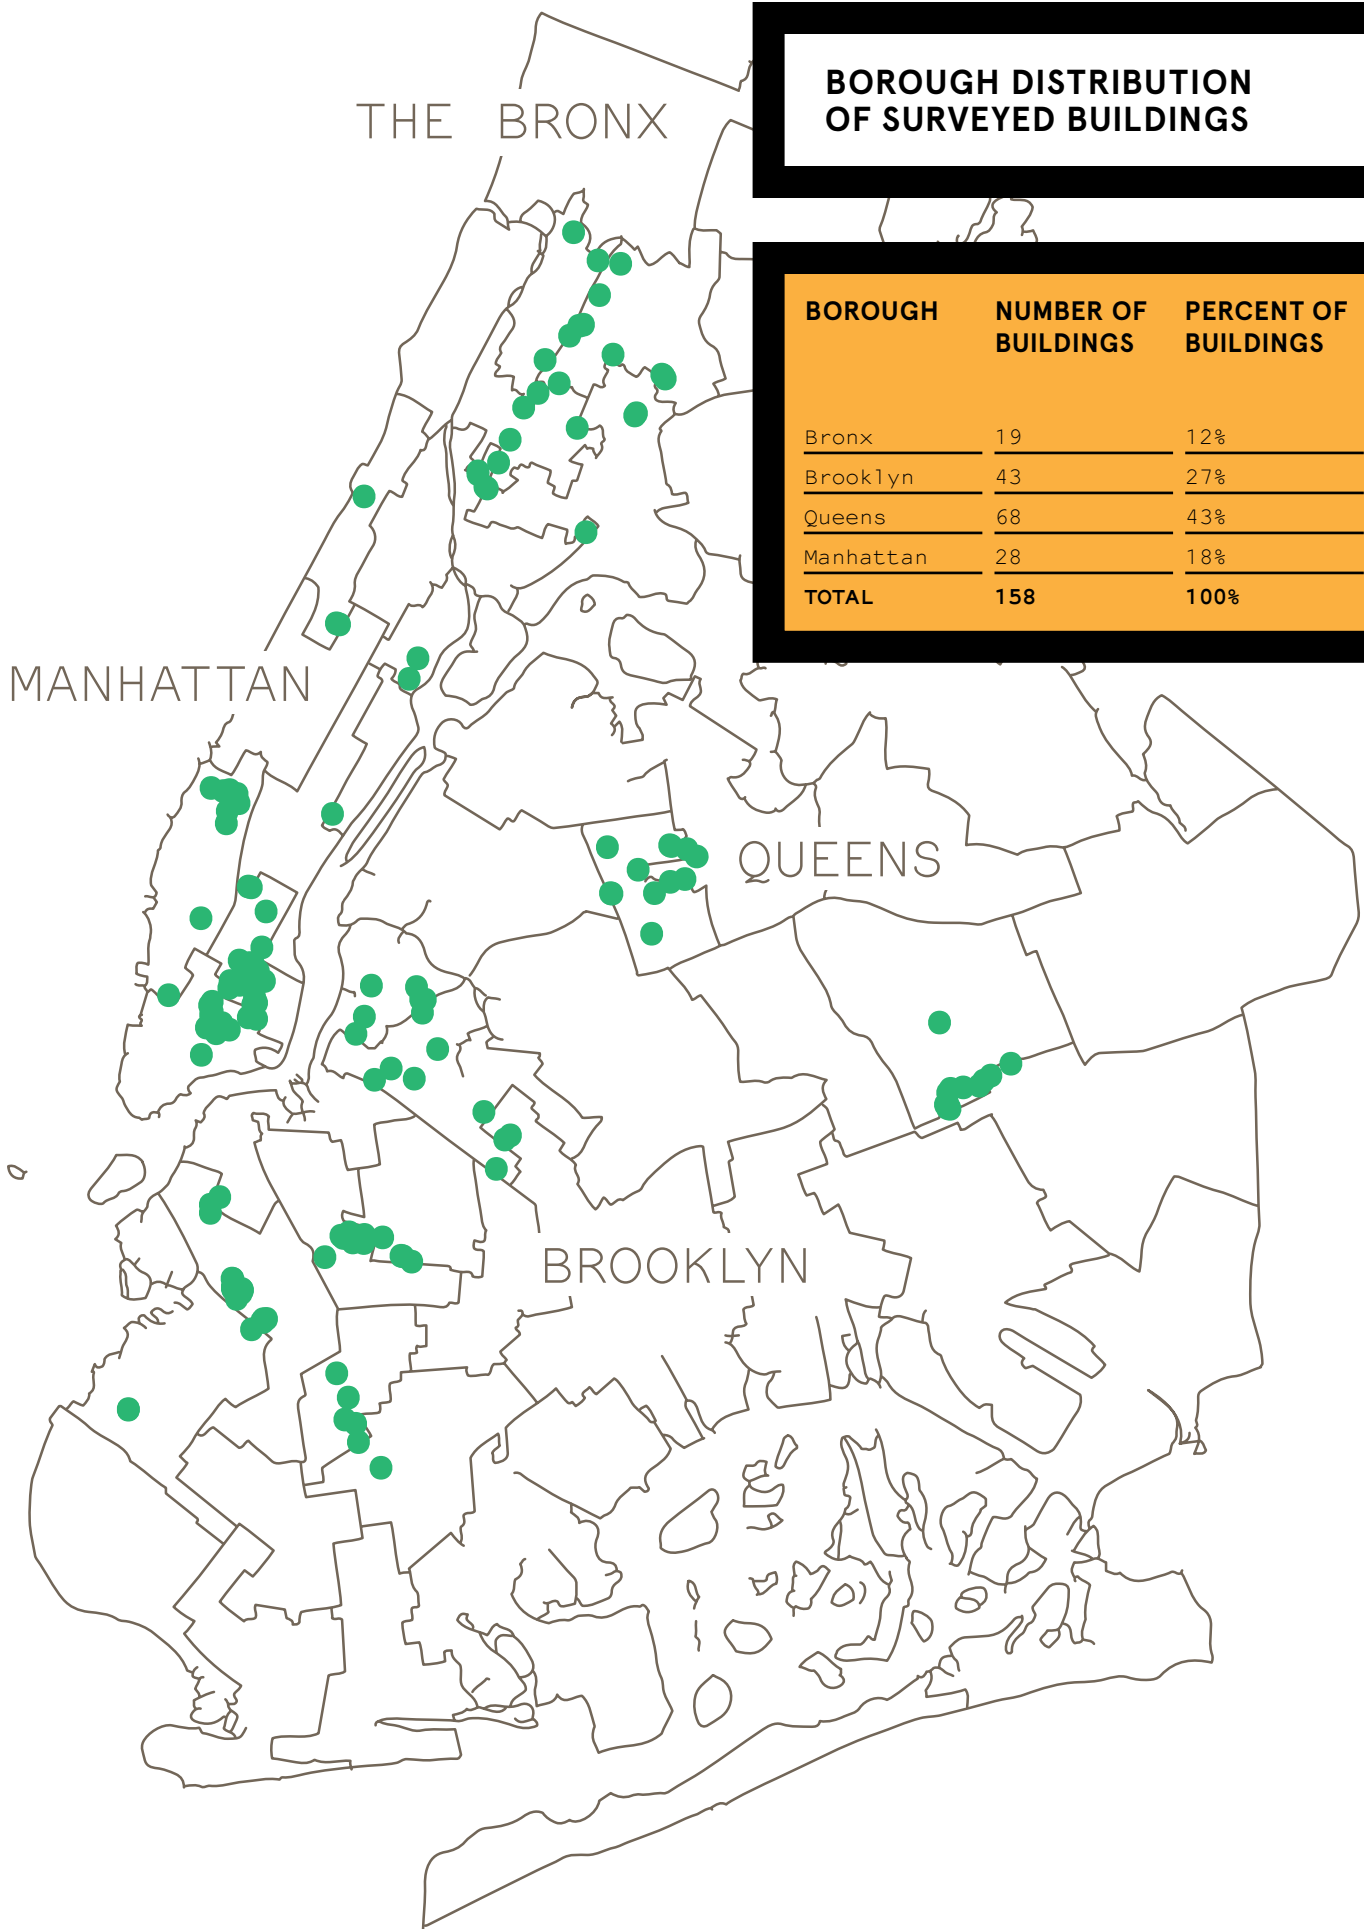 BOROUGH DISTRIBUTION
OF SURVEYED BUILDINGS
THE BRONX
BOROUGH NUMBER OF BUILDINGS PERCENT OF BUILDINGS
Bronx 19 12%
Brooklyn 43 27%
Queens 68 43%
Manhattan 28 18%
TOTAL 158 100%
MANHATTAN
QUEENS
BROOKLYN